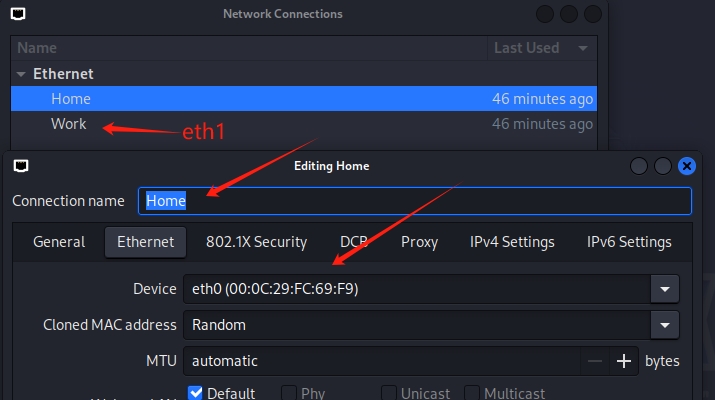 Network Connections
Name Last Used
Ethernet
Home 46 minutes ago
Work eth1 46 minutes ago
Editing Home
Connection name Home
General Ethernet 802.1X Security DCB Proxy IPv4 Settings IPv6 Settings
Device eth0 (00:0C:29:FC:69:F9)
Cloned MAC address Random
MTU automatic bytes
Default Phy Unicast Multicast